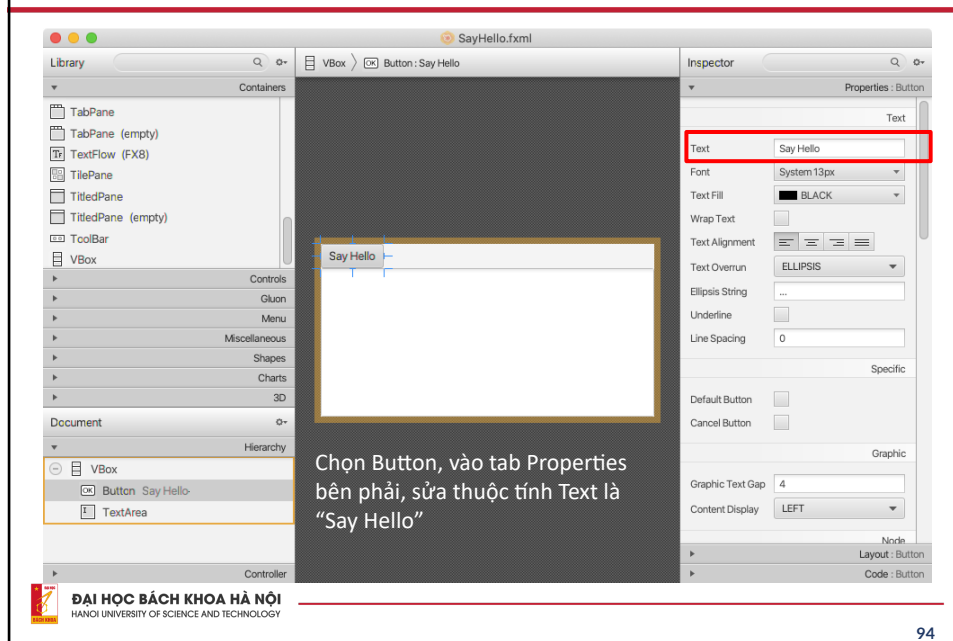 SayHello.fxml
Library
Containers
TabPane
TabPane (empty)
TextFlow (FX8)
TilePane
TitledPane
TitledPane (empty)
ToolBar
VBox
Controls
Gluon
Menu
Miscellaneous
Shapes
Charts
3D
Document
Hierarchy
VBox
OK Button Say Hello
TextArea
Controller
VBox OK Button : Say Hello
Say Hello
Chọn Button, vào tab Properties
bên phải, sửa thuộc tính Text là
“Say Hello”
Inspector
Properties : Button
Text
Text Say Hello
Font System 13px
Text Fill BLACK
Wrap Text
Text Alignment
Text Overrun ELLIPSIS
Ellipsis String ...
Underline
Line Spacing 0
Specific
Default Button
Cancel Button
Graphic
Graphic Text Gap 4
Content Display LEFT
Node
Layout : Button
Code : Button
ĐẠI HỌC BÁCH KHOA HÀ NỘI
HANOI UNIVERSITY OF SCIENCE AND TECHNOLOGY
94